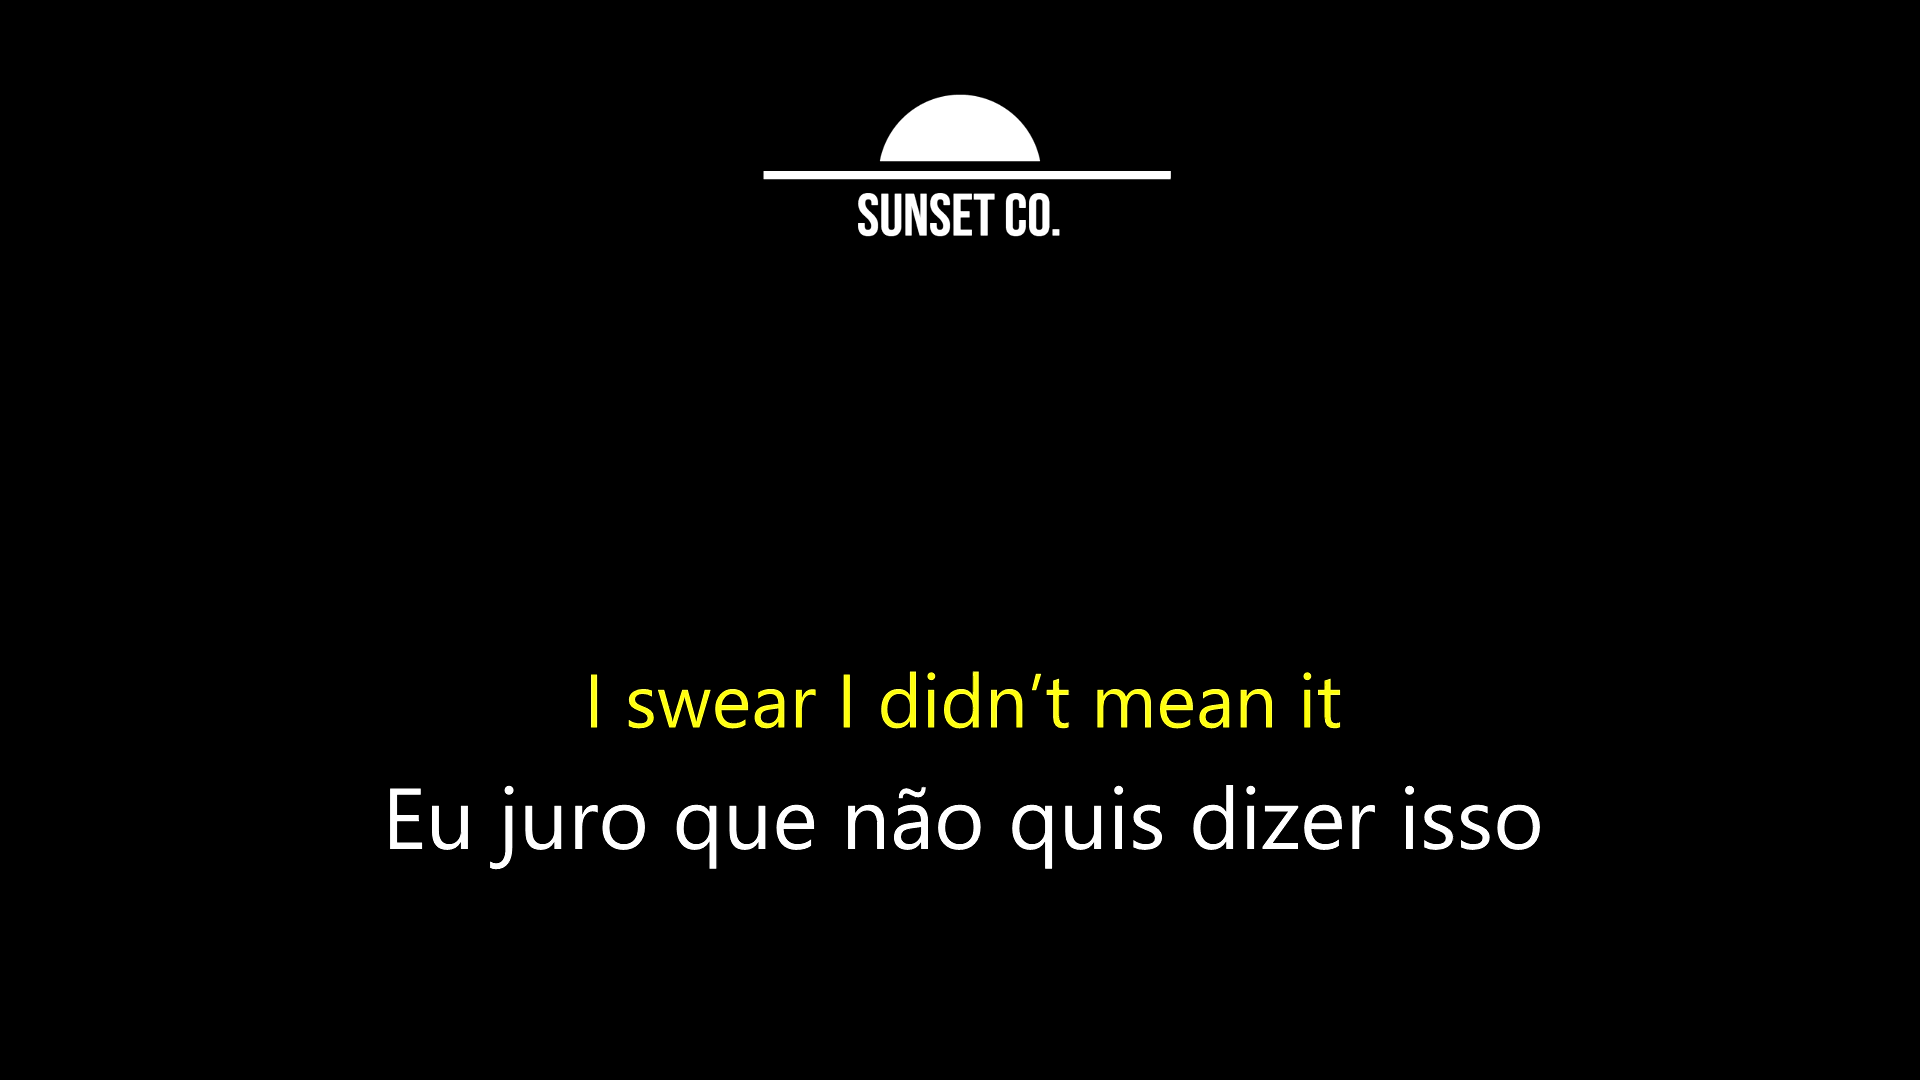 SUNSET CO.
I swear I didn’t mean it
Eu juro que não quis dizer isso